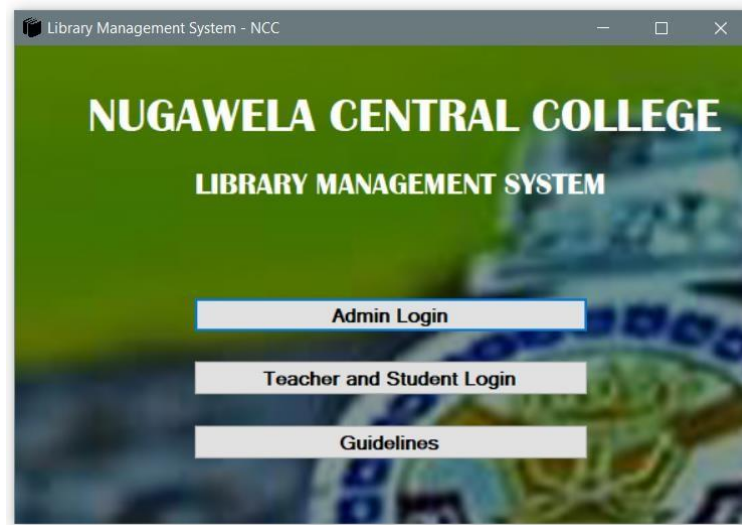 Library Management System - NCC
NUGAWELA CENTRAL COLLEGE
LIBRARY MANAGEMENT SYSTEM
Admin Login
Teacher and Student Login
Guidelines